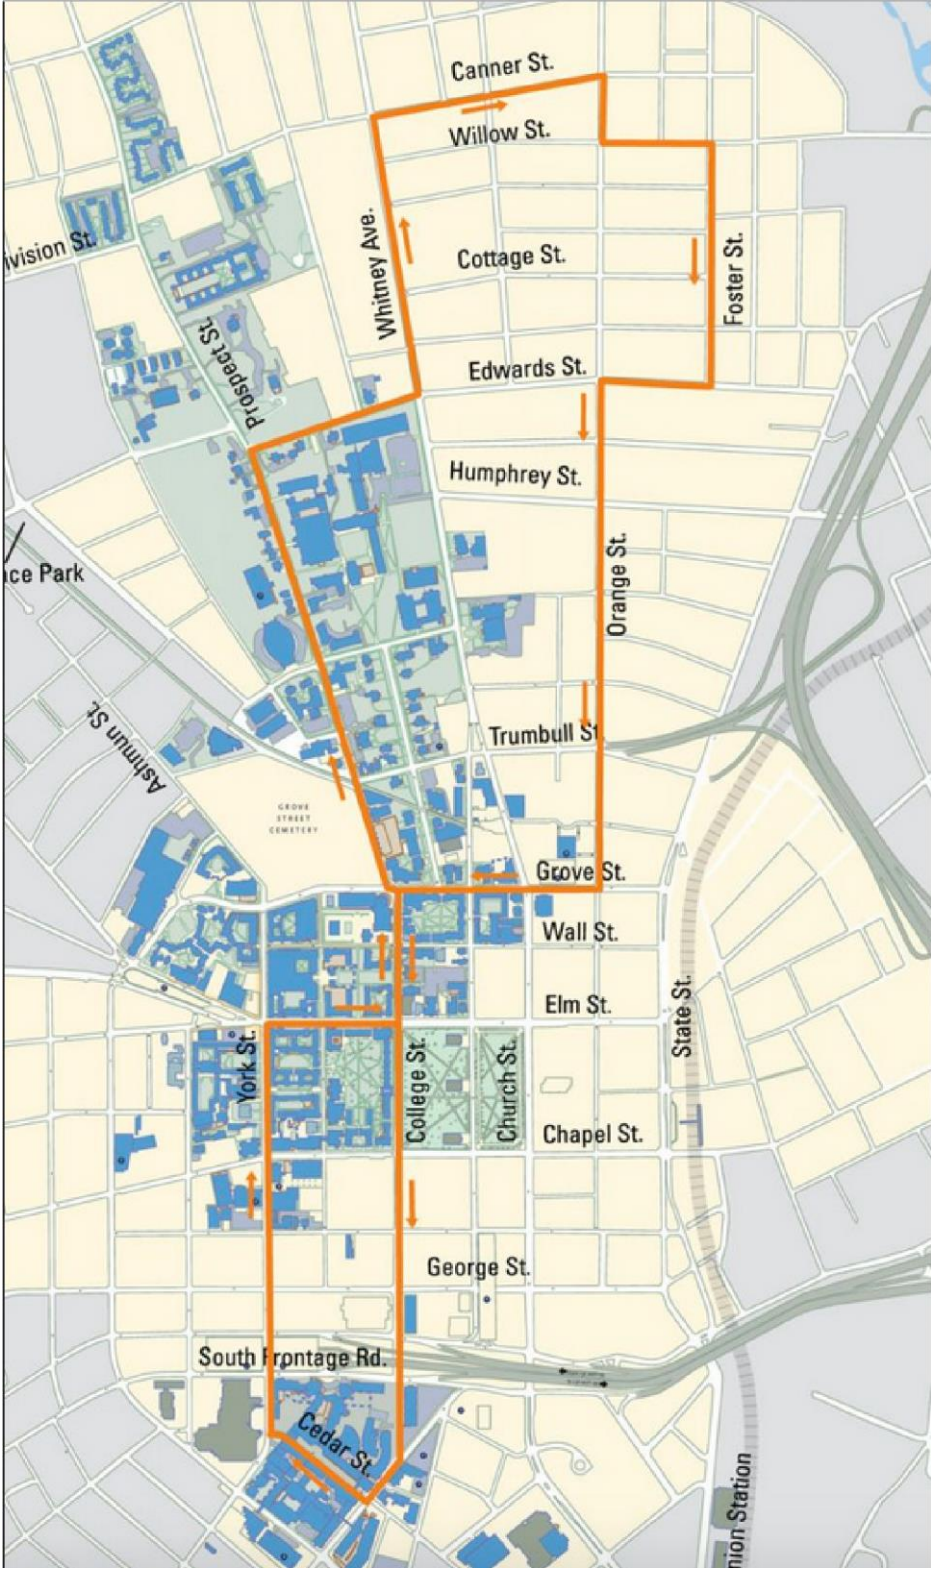 Canner St.
Willow St.
Whitney Ave.
ivision St.
Cottage St.
Foster St.
Prospect St.
Edwards St.
Humphrey St.
ace Park
Orange St.
Ashmun St.
Trumbull St
GROVE
STREET
CEMETERY
Grove St.
Wall St.
Elm St.
State St.
York St.
College St.
Church St.
Chapel St.
George St.
South Frontage Rd.
Cedar St.
nion Station